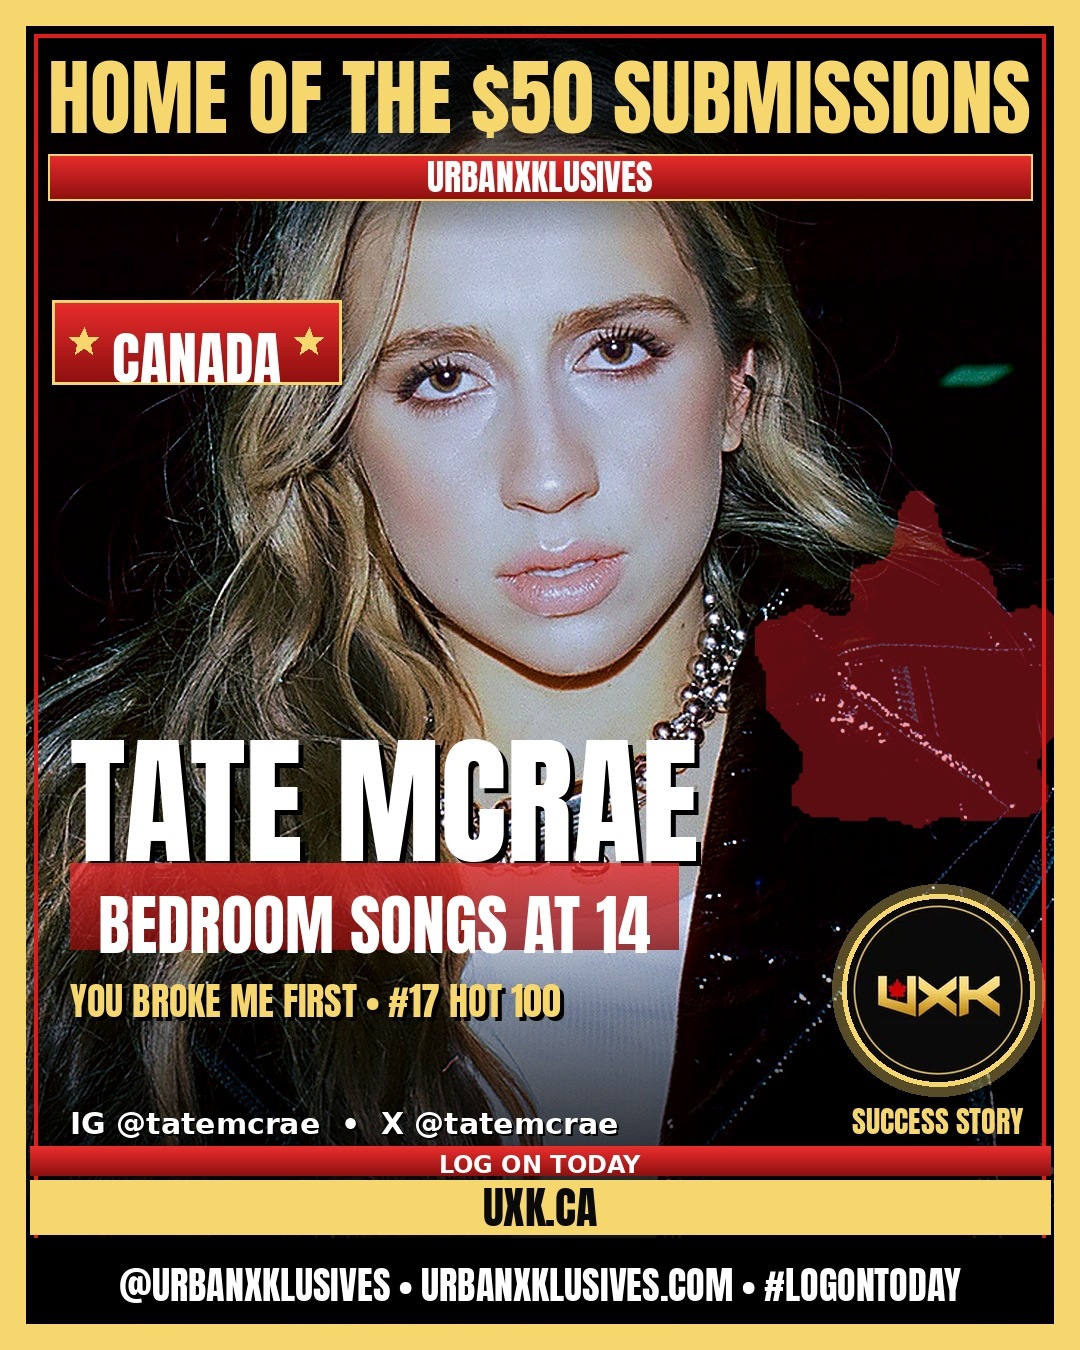 HOME OF THE $50 SUBMISSIONS
URBANXKLUSIVES
★ CANADA ★
TATE MCRAE
BEDROOM SONGS AT 14
YOU BROKE ME FIRST • #17 HOT 100
UXK
SUCCESS STORY
IG @tatemcrae • X @tatemcrae
LOG ON TODAY
UXK.CA
@URBANXKLUSIVES • URBANXKLUSIVES.COM • #LOGONTODAY